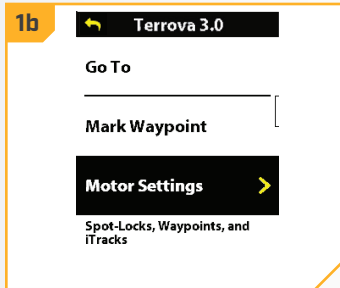 1b
Terrova 3.0
Go To
Mark Waypoint
Motor Settings
Spot-Locks, Waypoints, and
iTracks